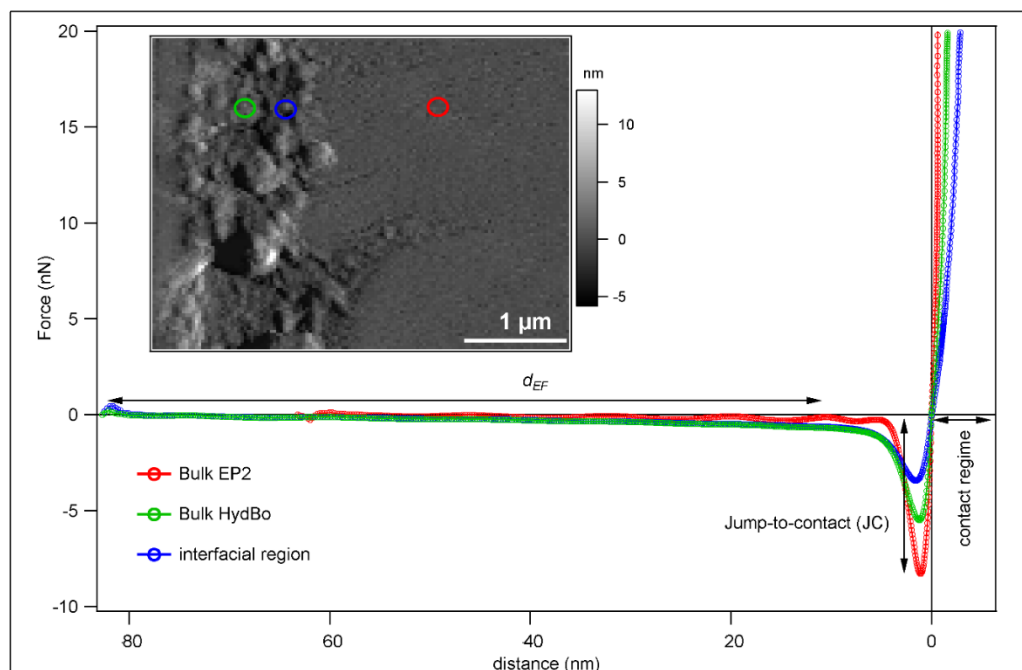 20
15
10
5
0
-5
-10
Force (nN)
nm
10
5
0
-5
1 µm
d_EF
Bulk EP2
Bulk HydBo
interfacial region
Jump-to-contact (JC)
contact regime
80
60
40
20
0
distance (nm)